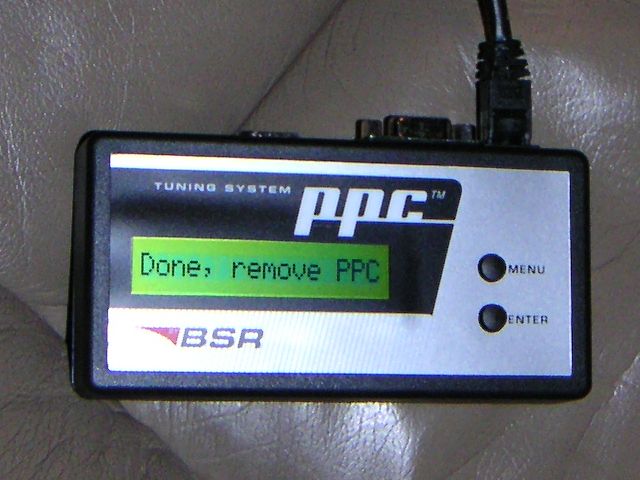 TUNING SYSTEM ppc™
Done, remove PPC
MENU
ENTER
BSR